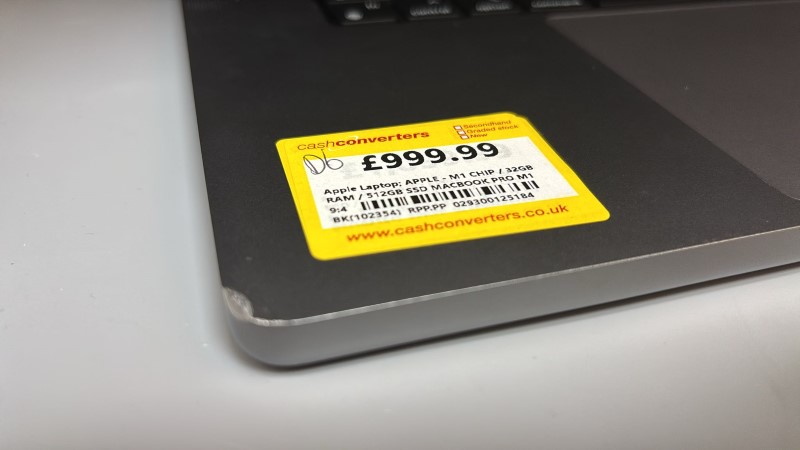 cashconverters
Secondhand
Graded stock
New
D6
£999.99
Apple Laptop: APPLE - M1 CHIP / 32GB
RAM / 512GB SSD MACBOOK PRO M1
9:4
BK(102354) RPP.PP 029300125184
www.cashconverters.co.uk